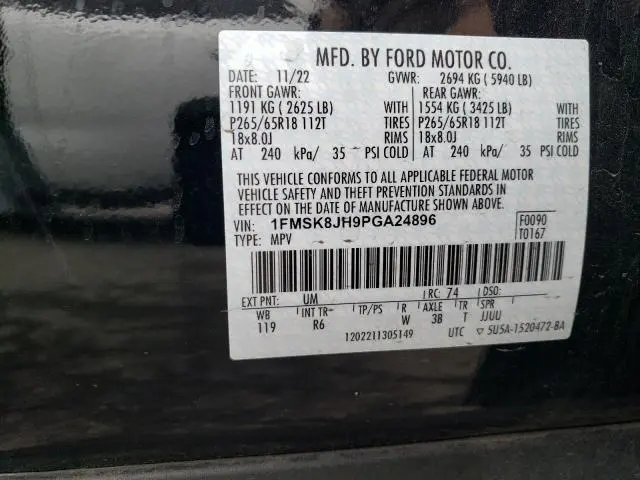 MFD. BY FORD MOTOR CO.
DATE: 11/22 GVWR: 2694 KG ( 5940 LB)
FRONT GAWR: REAR GAWR:
1191 KG ( 2625 LB) WITH 1554 KG ( 3425 LB) WITH
P265/65R18 112T TIRES P265/65R18 112T TIRES
18x8.0J RIMS 18x8.0J RIMS
AT 240 kPa/ 35 PSI COLD AT 240 kPa/ 35 PSI COLD
THIS VEHICLE CONFORMS TO ALL APPLICABLE FEDERAL MOTOR
VEHICLE SAFETY AND THEFT PREVENTION STANDARDS IN
EFFECT ON THE DATE OF MANUFACTURE SHOWN ABOVE.
VIN: 1FMSK8JH9PGA24896 F0090
TYPE: MPV T0167
EXT PNT: UM RC: 74 DSO:
WB INT TR TP/PS R AXLE TR SPR
119 R6 W 3B T JJUU
1202211305149 UTC ▽ 5U5A-1520472-BA